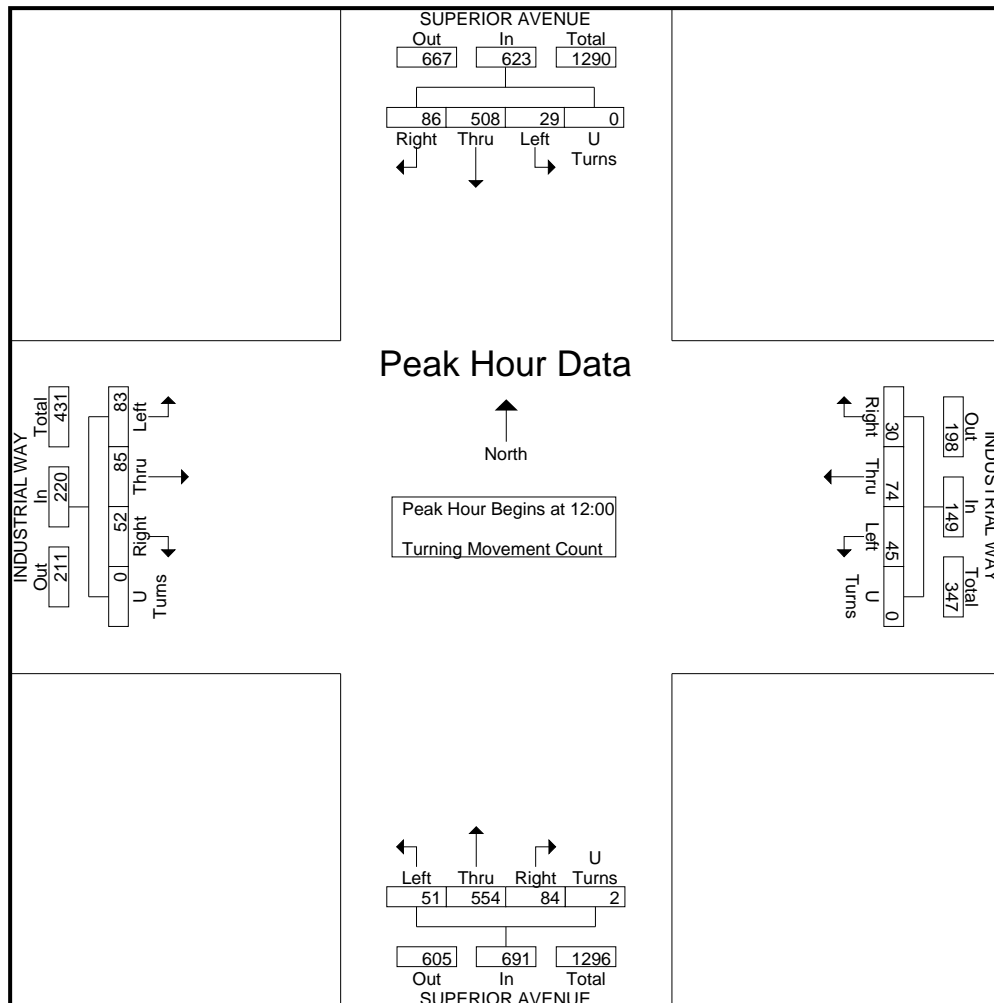 SUPERIOR AVENUE
Out In Total
667 623 1290
86 508 29 0
Right Thru Left U
Turns
Peak Hour Data
North
Peak Hour Begins at 12:00
Turning Movement Count
INDUSTRIAL WAY
Out In Total
211 220 431
0 52 85 83
U Right Thru Left
Turns
INDUSTRIAL WAY
Out In Total
198 149 347
30 74 45 0
Right Thru Left U
Turns
U
Left Thru Right Turns
51 554 84 2
605 691 1296
Out In Total
SUPERIOR AVENUE